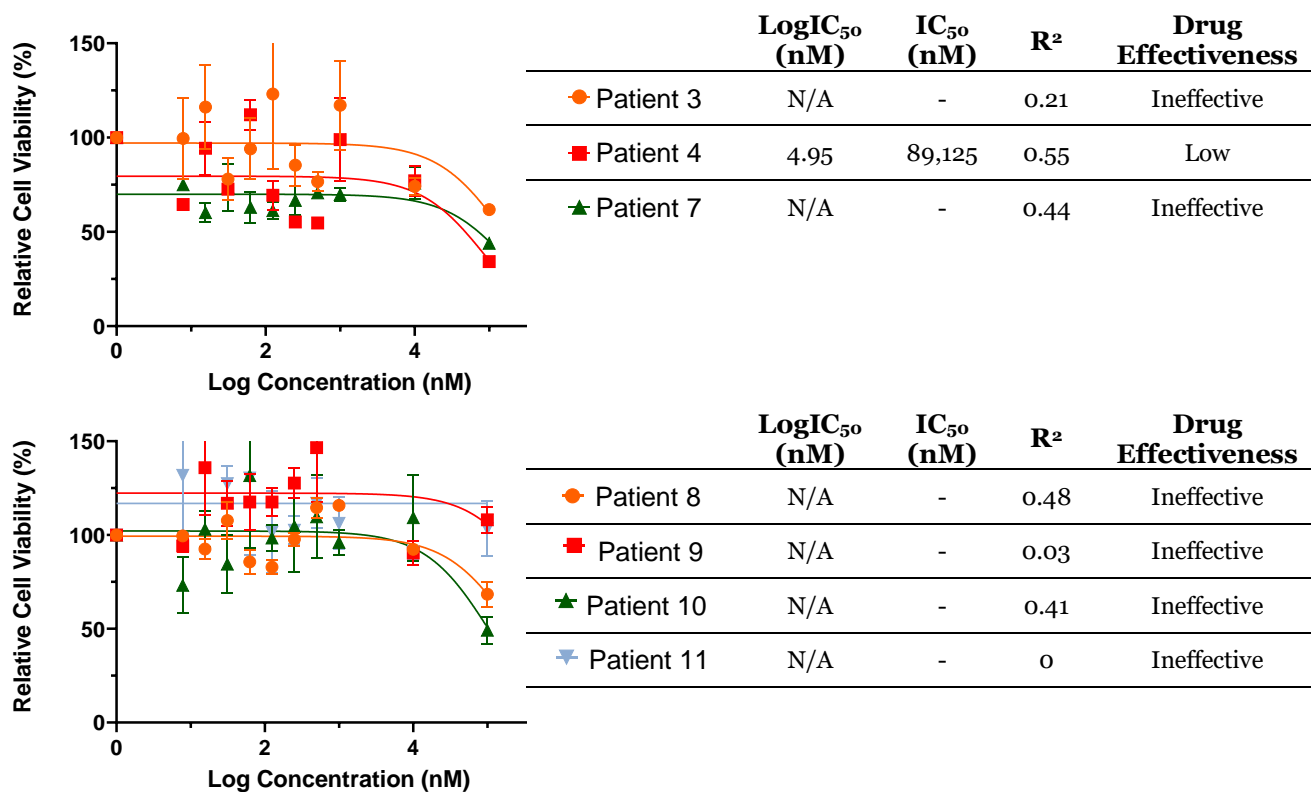 Relative Cell Viability (%)
150
100
50
0
0
2
4
Log Concentration (nM)
LogIC₅₀ (nM) IC₅₀ (nM) R² Drug Effectiveness
Patient 3 N/A - 0.21 Ineffective
Patient 4 4.95 89,125 0.55 Low
Patient 7 N/A - 0.44 Ineffective
Relative Cell Viability (%)
150
100
50
0
0
2
4
Log Concentration (nM)
LogIC₅₀ (nM) IC₅₀ (nM) R² Drug Effectiveness
Patient 8 N/A - 0.48 Ineffective
Patient 9 N/A - 0.03 Ineffective
Patient 10 N/A - 0.41 Ineffective
Patient 11 N/A - 0 Ineffective